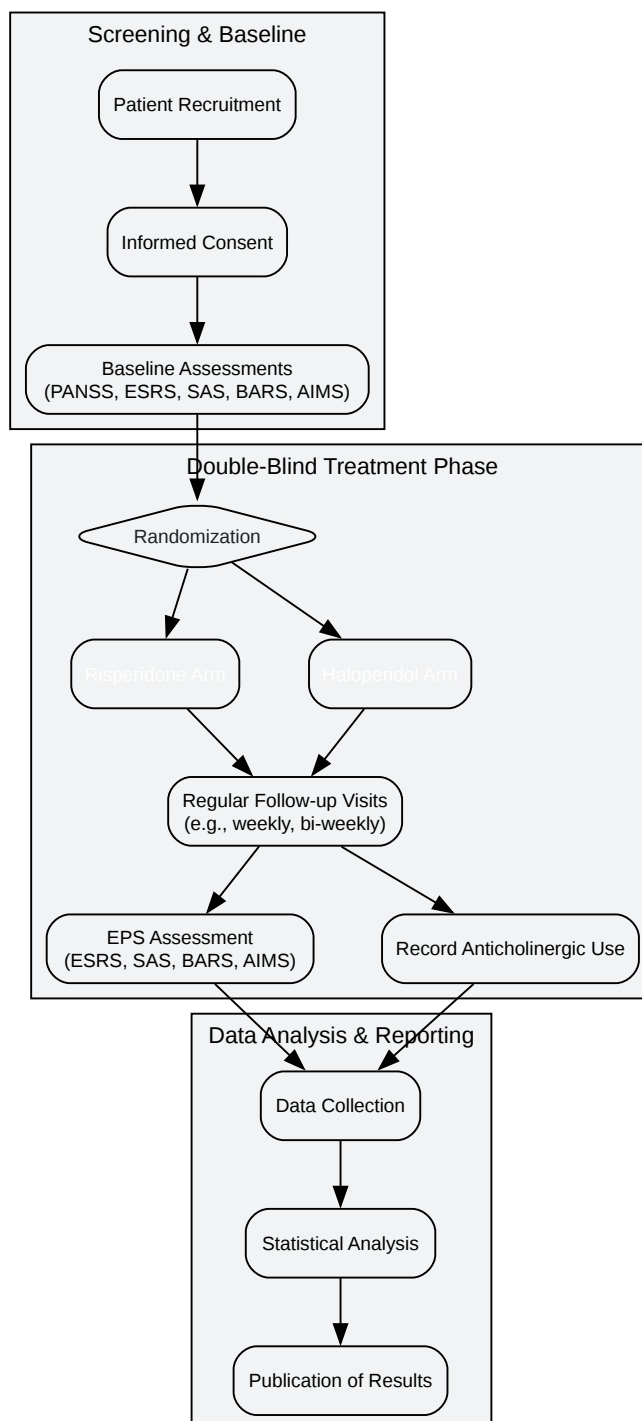 Screening & Baseline
Patient Recruitment
Informed Consent
Baseline Assessments
(PANSS, ESRS, SAS, BARS, AIMS)
Double-Blind Treatment Phase
Randomization
Risperidone Arm
Haloperidol Arm
Regular Follow-up Visits
(e.g., weekly, bi-weekly)
EPS Assessment
(ESRS, SAS, BARS, AIMS)
Record Anticholinergic Use
Data Analysis & Reporting
Data Collection
Statistical Analysis
Publication of Results